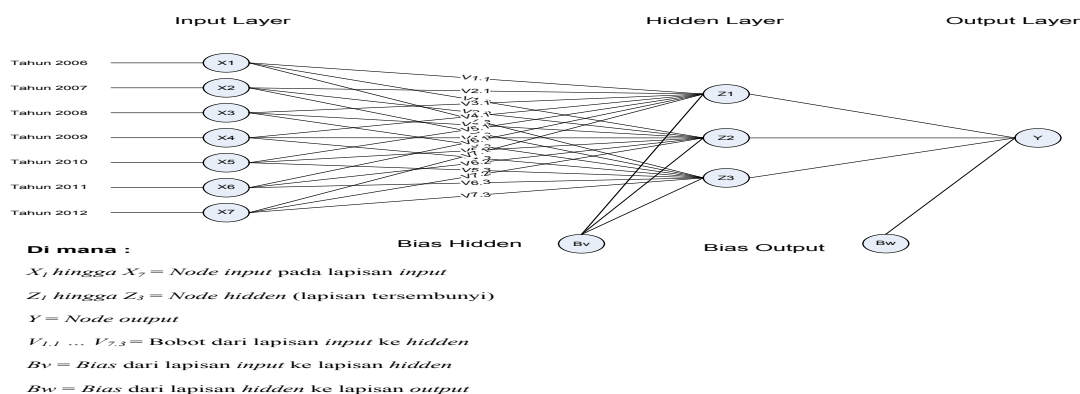 Input Layer
Hidden Layer
Output Layer
Tahun 2006
X1
Tahun 2007
X2
Tahun 2008
X3
Tahun 2009
X4
Tahun 2010
X5
Tahun 2011
X6
Tahun 2012
X7
V1.1
V2.1
V3.1
V6.3
V7.3
Z1
Z2
Z3
Y
Bias Hidden
Bv
Bias Output
Bw
Di mana :
X1 hingga X7 = Node input pada lapisan input
Z1 hingga Z3 = Node hidden (lapisan tersembunyi)
Y = Node output
V1.1 ... V7.3 = Bobot dari lapisan input ke hidden
Bv = Bias dari lapisan input ke lapisan hidden
Bw = Bias dari lapisan hidden ke lapisan output